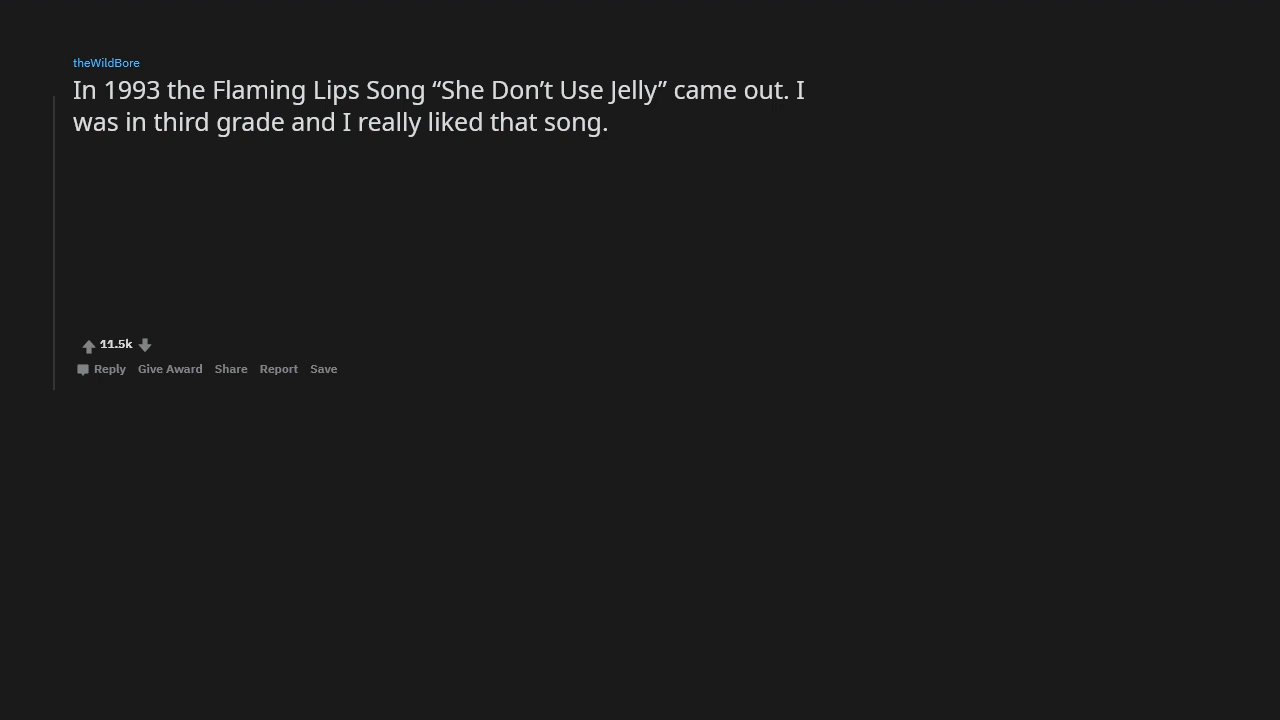 theWildBore
In 1993 the Flaming Lips Song “She Don’t Use Jelly” came out. I
was in third grade and I really liked that song.
11.5k
Reply Give Award Share Report Save